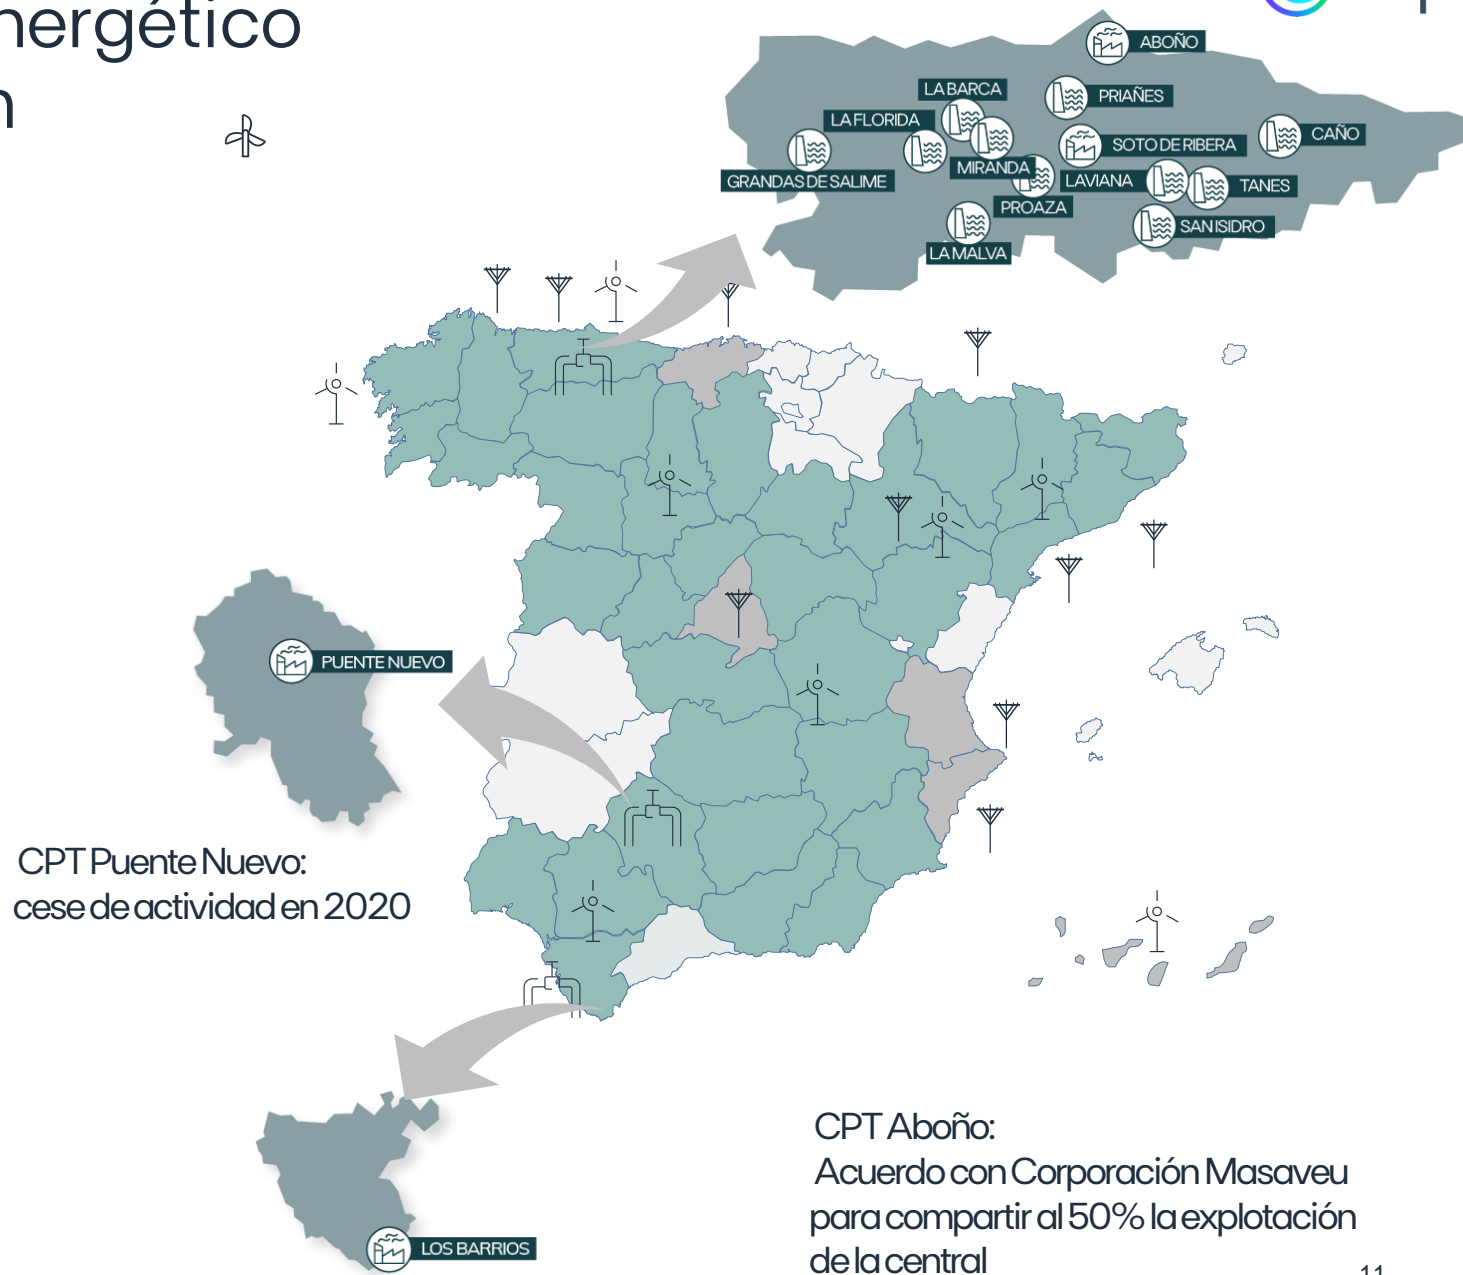 nergético
n
ABOÑO
LA BARCA
PRIAÑES
LA FLORIDA
CAÑO
SOTO DE RIBERA
MIRANDA
GRANDAS DE SALIME
LAVIANA
TANES
PROAZA
SAN ISIDRO
LA MALVA
PUENTE NUEVO
CPT Puente Nuevo:
cese de actividad en 2020
LOS BARRIOS
CPT Aboño:
Acuerdo con Corporación Masaveu
para compartir al 50% la explotación
de la central
11